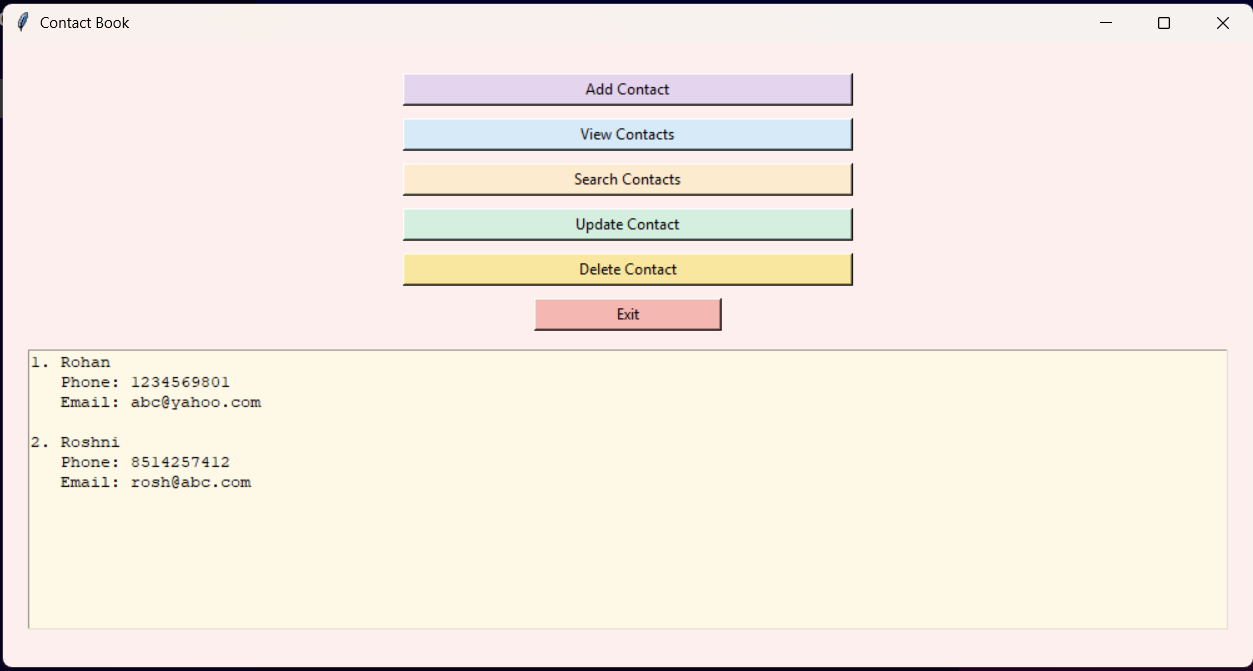 Contact Book
Add Contact
View Contacts
Search Contacts
Update Contact
Delete Contact
Exit
1. Rohan
Phone: 1234569801
Email: abc@yahoo.com
2. Roshni
Phone: 8514257412
Email: rosh@abc.com